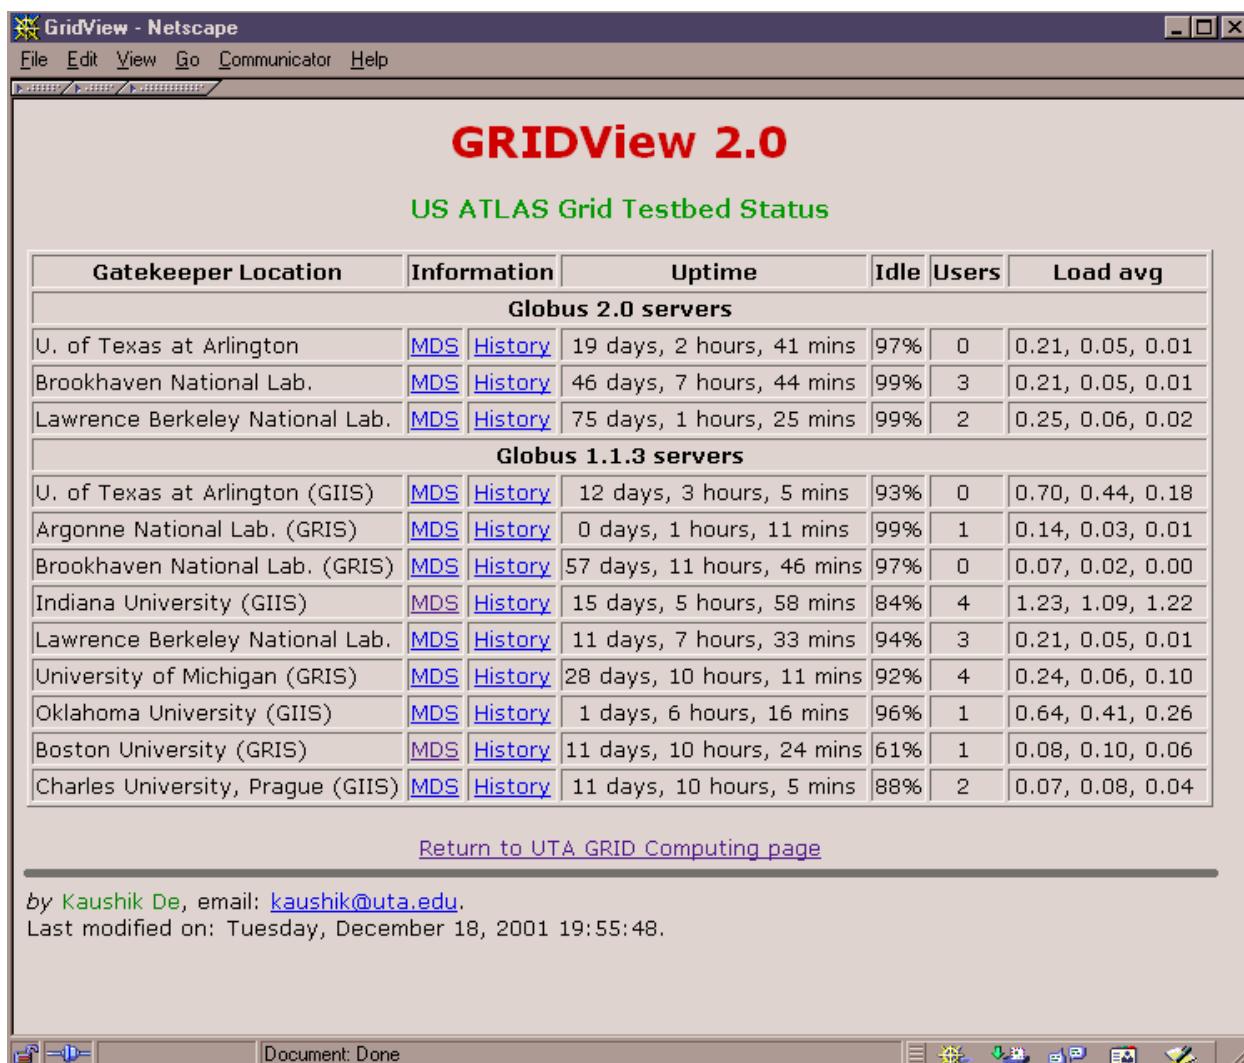 GridView - Netscape
File Edit View Go Communicator Help
GRIDView 2.0
US ATLAS Grid Testbed Status
Gatekeeper Location Information Uptime Idle Users Load avg
Globus 2.0 servers
U. of Texas at Arlington MDS History 19 days, 2 hours, 41 mins 97% 0 0.21, 0.05, 0.01
Brookhaven National Lab. MDS History 46 days, 7 hours, 44 mins 99% 3 0.21, 0.05, 0.01
Lawrence Berkeley National Lab. MDS History 75 days, 1 hours, 25 mins 99% 2 0.25, 0.06, 0.02
Globus 1.1.3 servers
U. of Texas at Arlington (GIIS) MDS History 12 days, 3 hours, 5 mins 93% 0 0.70, 0.44, 0.18
Argonne National Lab. (GRIS) MDS History 0 days, 1 hours, 11 mins 99% 1 0.14, 0.03, 0.01
Brookhaven National Lab. (GRIS) MDS History 57 days, 11 hours, 46 mins 97% 0 0.07, 0.02, 0.00
Indiana University (GIIS) MDS History 15 days, 5 hours, 58 mins 84% 4 1.23, 1.09, 1.22
Lawrence Berkeley National Lab. MDS History 11 days, 7 hours, 33 mins 94% 3 0.21, 0.05, 0.01
University of Michigan (GRIS) MDS History 28 days, 10 hours, 11 mins 92% 4 0.24, 0.06, 0.10
Oklahoma University (GIIS) MDS History 1 days, 6 hours, 16 mins 96% 1 0.64, 0.41, 0.26
Boston University (GRIS) MDS History 11 days, 10 hours, 24 mins 61% 1 0.08, 0.10, 0.06
Charles University, Prague (GIIS) MDS History 11 days, 10 hours, 5 mins 88% 2 0.07, 0.08, 0.04
Return to UTA GRID Computing page
by Kaushik De, email: kaushik@uta.edu.
Last modified on: Tuesday, December 18, 2001 19:55:48.
Document: Done